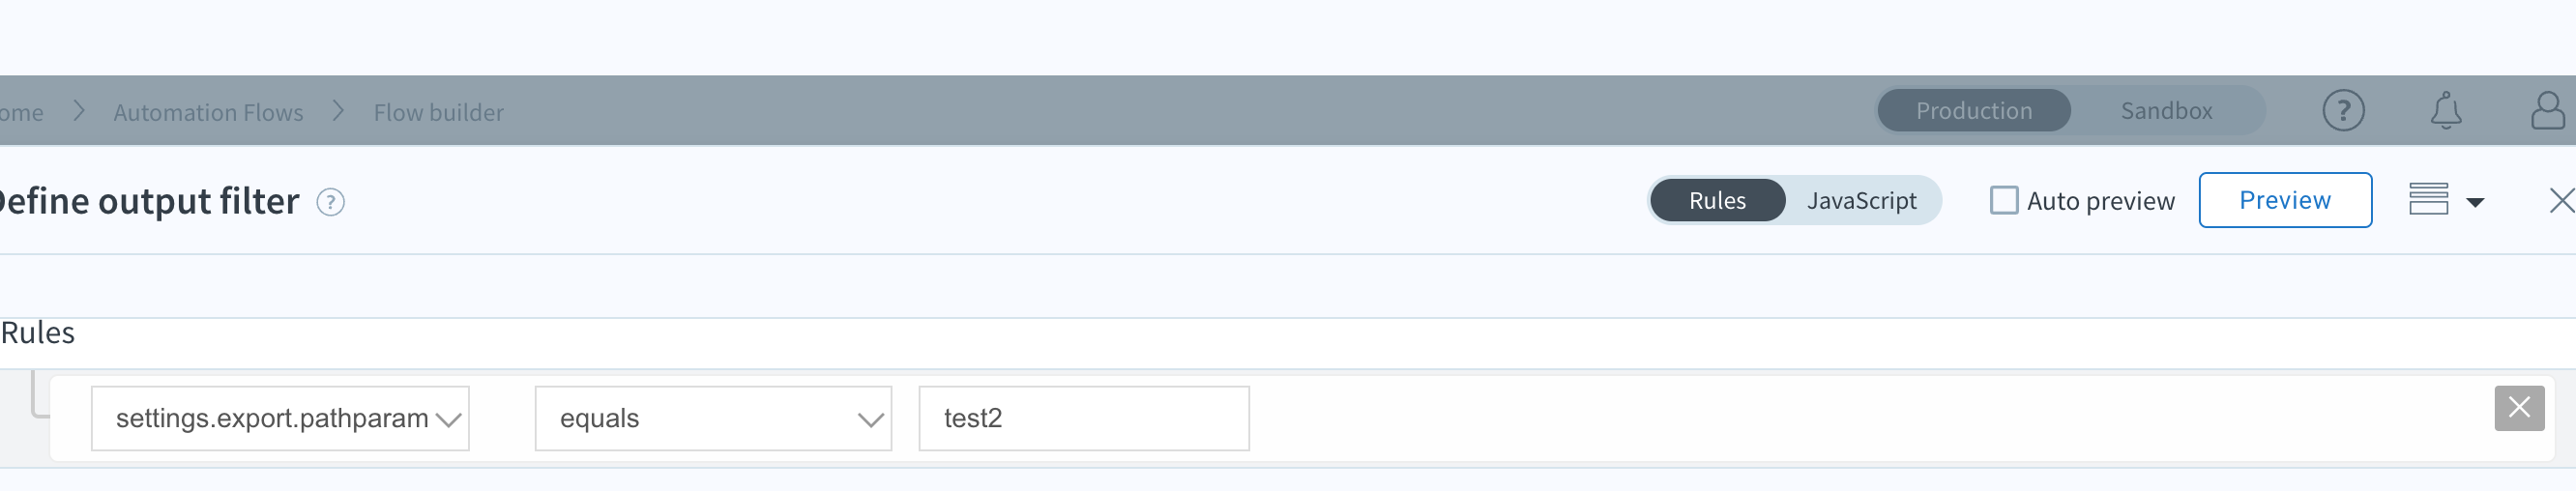 ome > Automation Flows > Flow builder Production Sandbox ?
Define output filter ? Rules JavaScript Auto preview Preview
Rules
settings.export.pathparam equals test2